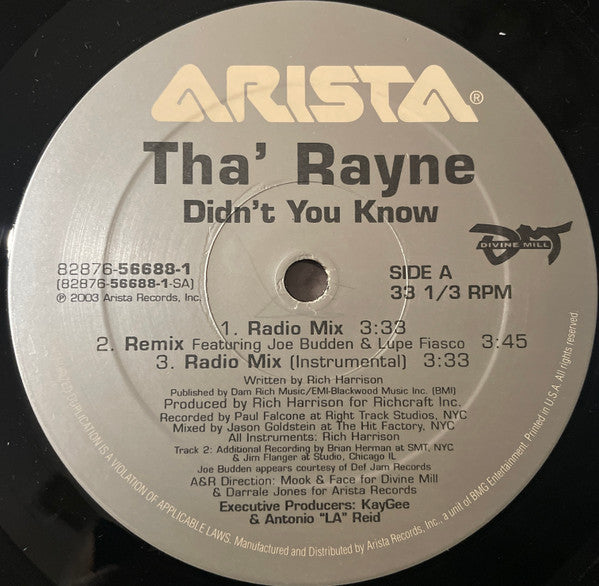 ARISTA®
Tha' Rayne
Didn't You Know
DMT
DIVINE MILL
82876-56688-1
(82876-56688-1-SA)
℗ 2003 Arista Records, Inc.
SIDE A
33 1/3 RPM
1. Radio Mix 3:33
2. Remix Featuring Joe Budden & Lupe Fiasco 3:45
3. Radio Mix (Instrumental) 3:33
Written by Rich Harrison
Published by Dam Rich Music/EMI-Blackwood Music Inc. (BMI)
Produced by Rich Harrison for Richcraft Inc.
Recorded by Paul Falcone at Right Track Studios, NYC
Mixed by Jason Goldstein at The Hit Factory, NYC
All Instruments: Rich Harrison
Track 2: Additional Recording by Brian Herman at SMT, NYC
& Jim Flanger at Studio, Chicago IL
Joe Budden appears courtesy of Def Jam Records
A&R Direction: Mook & Face for Divine Mill
& Darrale Jones for Arista Records
Executive Producers: KayGee
& Antonio "LA" Reid
DUPLICATION IS A VIOLATION OF APPLICABLE LAWS. Manufactured and Distributed by Arista Records, Inc., a unit of BMG Entertainment. Printed in U.S.A. All rights reserved.